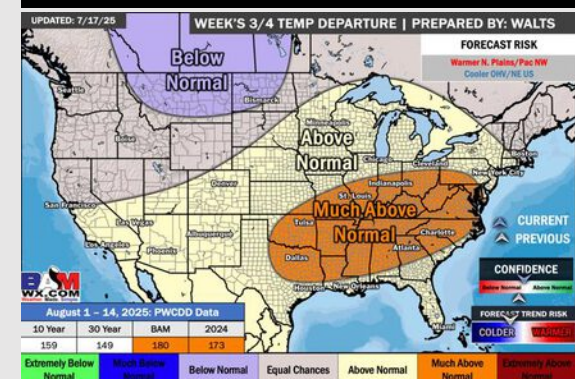 UPDATED: 7/17/25
WEEK'S 3/4 TEMP DEPARTURE | PREPARED BY: WALTS
FORECAST RISK
Warmer N. Plains/Pac NW
Cooler OHV/NE US
Below
Normal
Seattle
Bismarck
Boise
Minneapolis
Above
Normal
Boston
Chicago
Cleveland
New York City
Denver
Indianapolis
St. Louis
San Francisco
Much Above
Normal
Las Vegas
Tulsa
Charlotte
Los Angeles
Albuquerque
Phoenix
Atlanta
Dallas
CURRENT
PREVIOUS
Houston
New Orleans
Miami
BAM
WX.COM
CONFIDENCE
Below Normal
Above Normal
FORECAST TREND RISK
COLDER
WARMER
August 1 – 14, 2025: PWCDD Data
10 Year 30 Year BAM 2024
159 149 180 173
Extremely Below Normal
Much Below Normal
Below Normal
Equal Chances
Above Normal
Much Above Normal
Extremely Above Normal